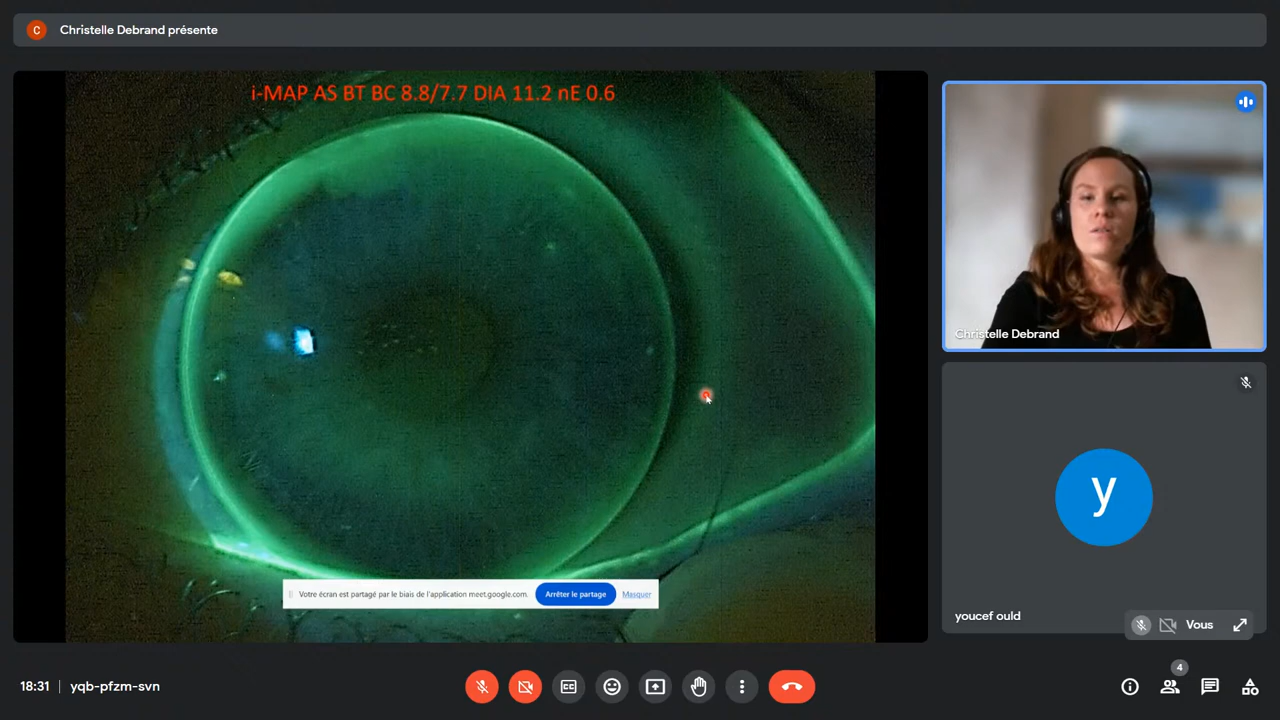 C Christelle Debrand présente
i-MAP AS BT BC 8.8/7.7 DIA 11.2 nE 0.6
Christelle Debrand
Votre écran est partagé par le biais de l'application meet.google.com. Arrêter le partage Masquer
y
youcef ould
Vous
18:31 | yqb-pfzm-svn
4